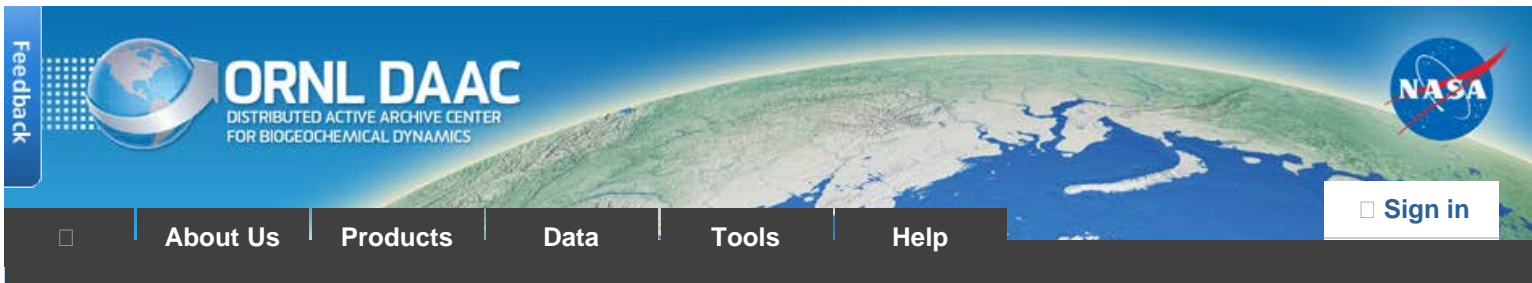 Feedback
ORNL DAAC
DISTRIBUTED ACTIVE ARCHIVE CENTER
FOR BIOGEOCHEMICAL DYNAMICS
NASA
Sign in
About Us Products Data Tools Help